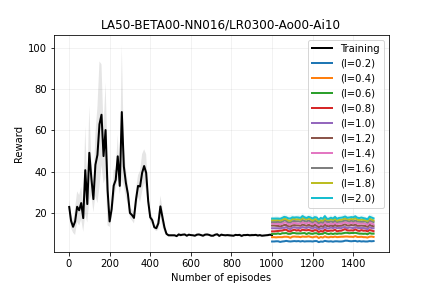 LA50-BETA00-NN016/LR0300-Ao00-Ai10
100
80
60
40
20
Reward
Training
(l=0.2)
(l=0.4)
(l=0.6)
(l=0.8)
(l=1.0)
(l=1.2)
(l=1.4)
(l=1.6)
(l=1.8)
(l=2.0)
0 200 400 600 800 1000 1200 1400
Number of episodes